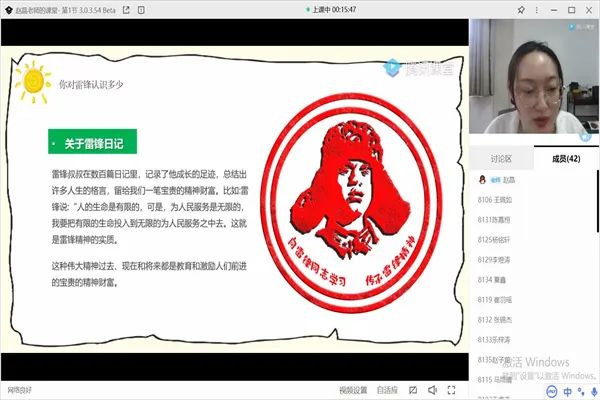 赵晶老师的课堂- 第1节 3.0.3.54 Beta
上课中 00:15:47
你对雷锋认识多少
腾讯课堂
关于雷锋日记
雷锋叔叔在数百篇日记里，记录了他成长的足迹，总结出
许多人生的格言，留给我们一笔宝贵的精神财富。比如:雷
锋说：“人的生命是有限的，可是，为人民服务是无限的，
我要把有限的生命投入到无限的为人民服务之中去。这就
是雷锋精神的实质。
这种伟大精神过去、现在和将来都是教育和激励人们前进
的宝贵的精神财富。
向雷锋同志学习 传承雷锋精神
讨论区
成员(42)
老师 赵晶
8106 王珮如
8131陈嘉恒
8125杨铭轩
8129李煜涛
8134 窦鑫
8119 崔羽嘧
8132 张锡杰
8133乐梓涛
8135赵子
8115 马
激活 Windows
转到"设置"以激活 Windows。
网络良好
视频设置
自适应
中